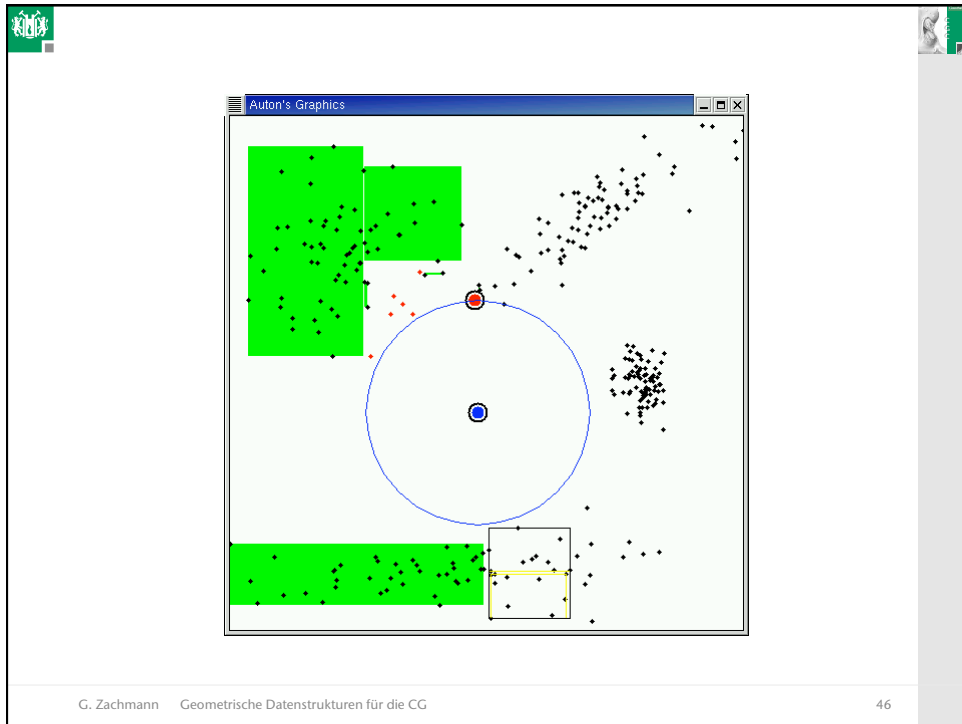 Auton's Graphics
G. Zachmann Geometrische Datenstrukturen für die CG 46